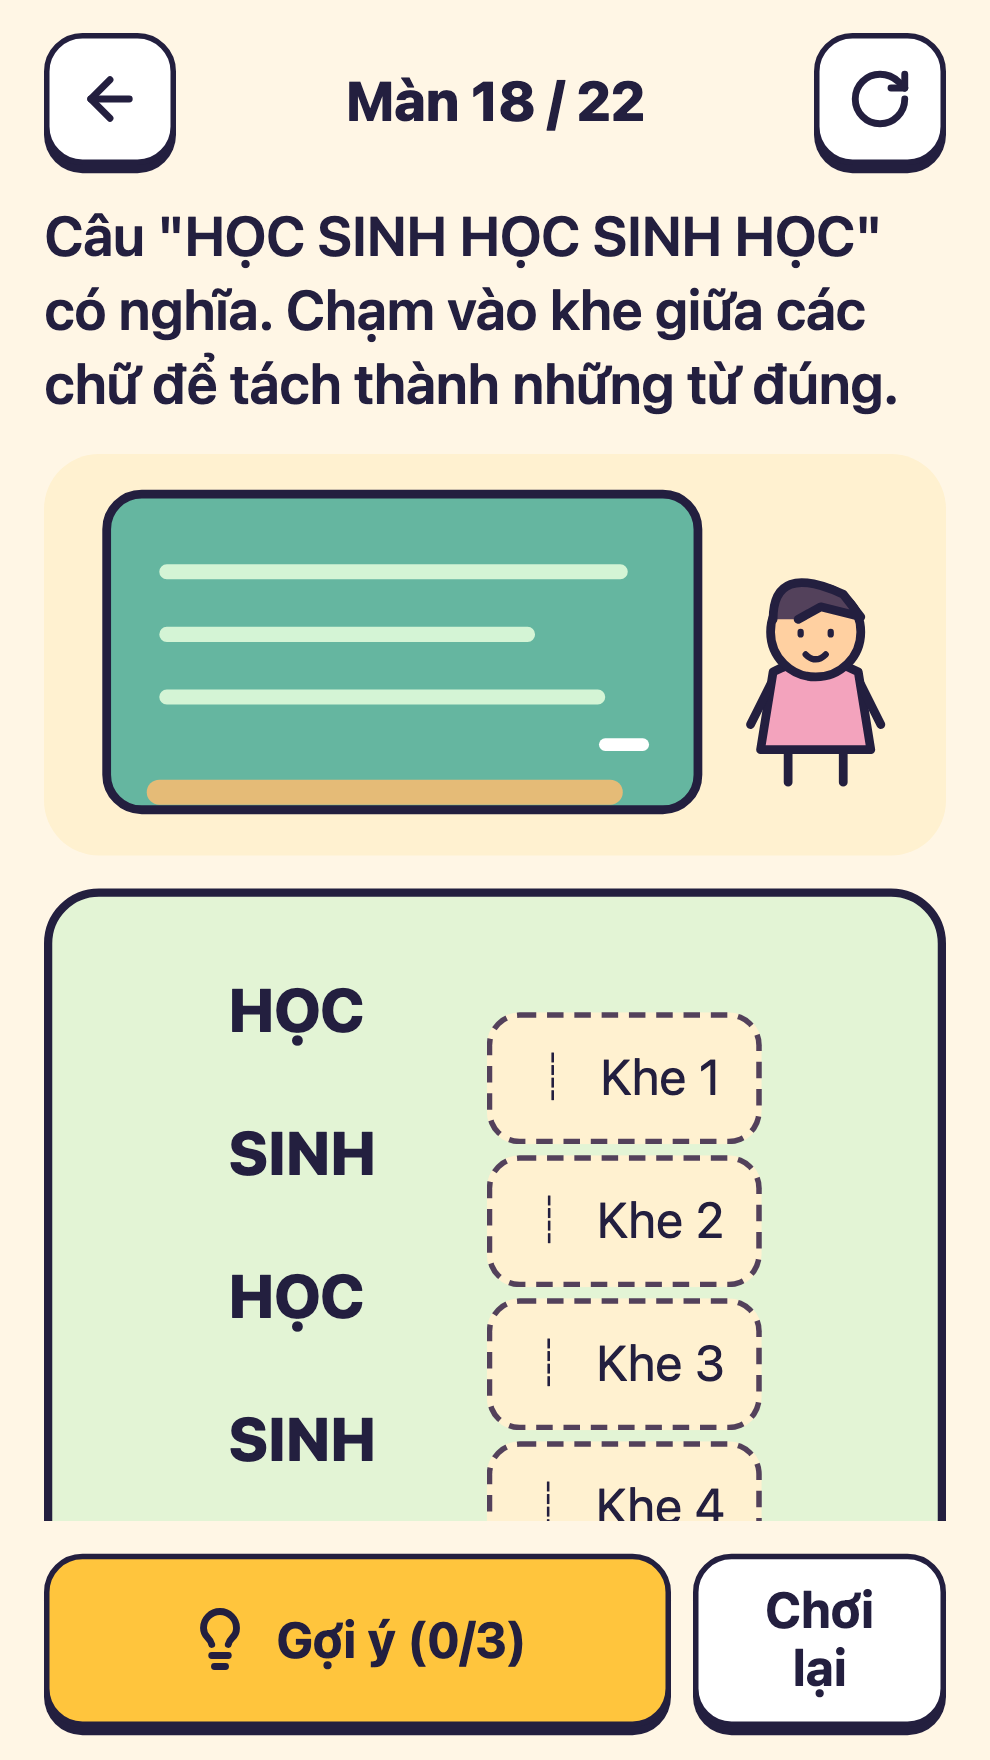 Màn 18 / 22
Câu "HỌC SINH HỌC SINH HỌC"
có nghĩa. Chạm vào khe giữa các
chữ để tách thành những từ đúng.
HỌC
Khe 1
SINH
Khe 2
HỌC
Khe 3
SINH
Khe 4
Gợi ý (0/3)
Chơi
lại